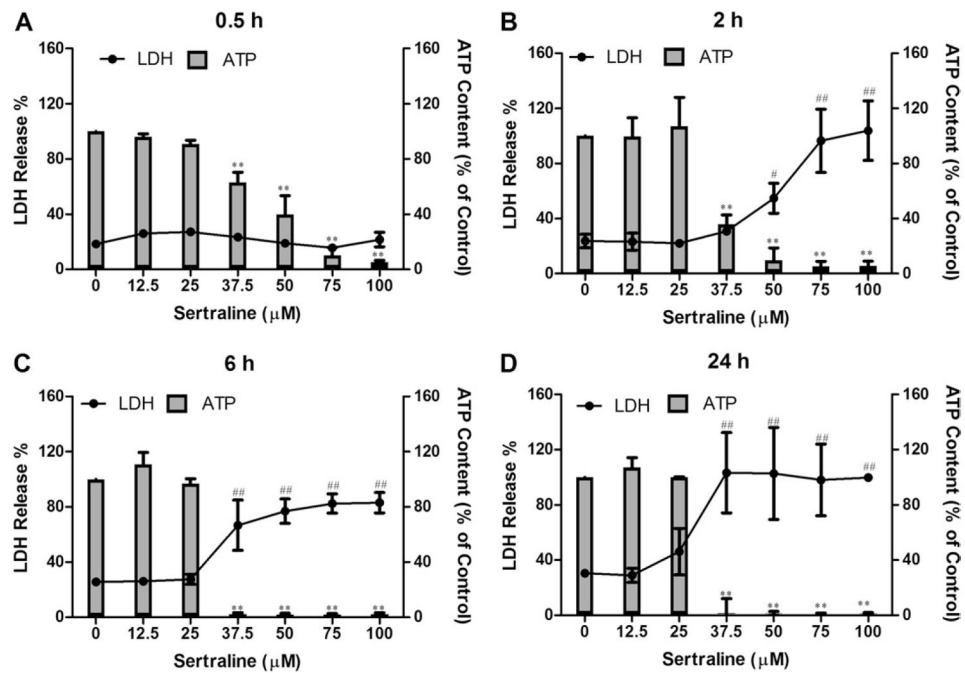 A
0.5 h
LDH
ATP
LDH Release %
ATP Content (% of Control)
160
120
80
40
0
160
120
80
40
0
**
**
**
**
0 12.5 25 37.5 50 75 100
Sertraline (μM)
B
2 h
LDH
ATP
LDH Release %
ATP Content (% of Control)
160
120
80
40
0
160
120
80
40
0
##
##
#
**
**
**
**
0 12.5 25 37.5 50 75 100
Sertraline (μM)
C
6 h
LDH
ATP
LDH Release %
ATP Content (% of Control)
160
120
80
40
0
160
120
80
40
0
## ## ## ##
** ** ** **
0 12.5 25 37.5 50 75 100
Sertraline (μM)
D
24 h
LDH
ATP
LDH Release %
ATP Content (% of Control)
160
120
80
40
0
160
120
80
40
0
## ## ## ##
** ** ** **
0 12.5 25 37.5 50 75 100
Sertraline (μM)